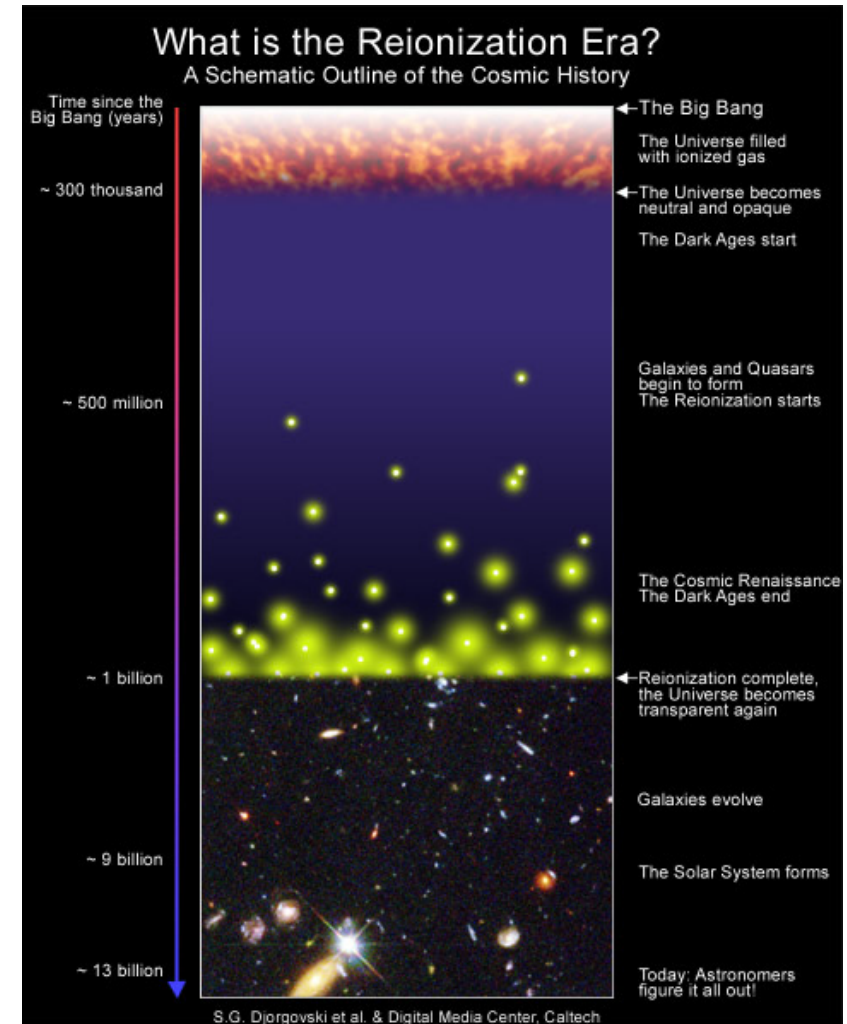 What is the Reionization Era?
A Schematic Outline of the Cosmic History
Time since the
Big Bang (years)
The Big Bang
The Universe filled
with ionized gas
~ 300 thousand
The Universe becomes
neutral and opaque
The Dark Ages start
Galaxies and Quasars
begin to form
The Reionization starts
~ 500 million
The Cosmic Renaissance
The Dark Ages end
~ 1 billion
Reionization complete,
the Universe becomes
transparent again
Galaxies evolve
~ 9 billion
The Solar System forms
~ 13 billion
Today: Astronomers
figure it all out!
S.G. Djorgovski et al. & Digital Media Center, Caltech